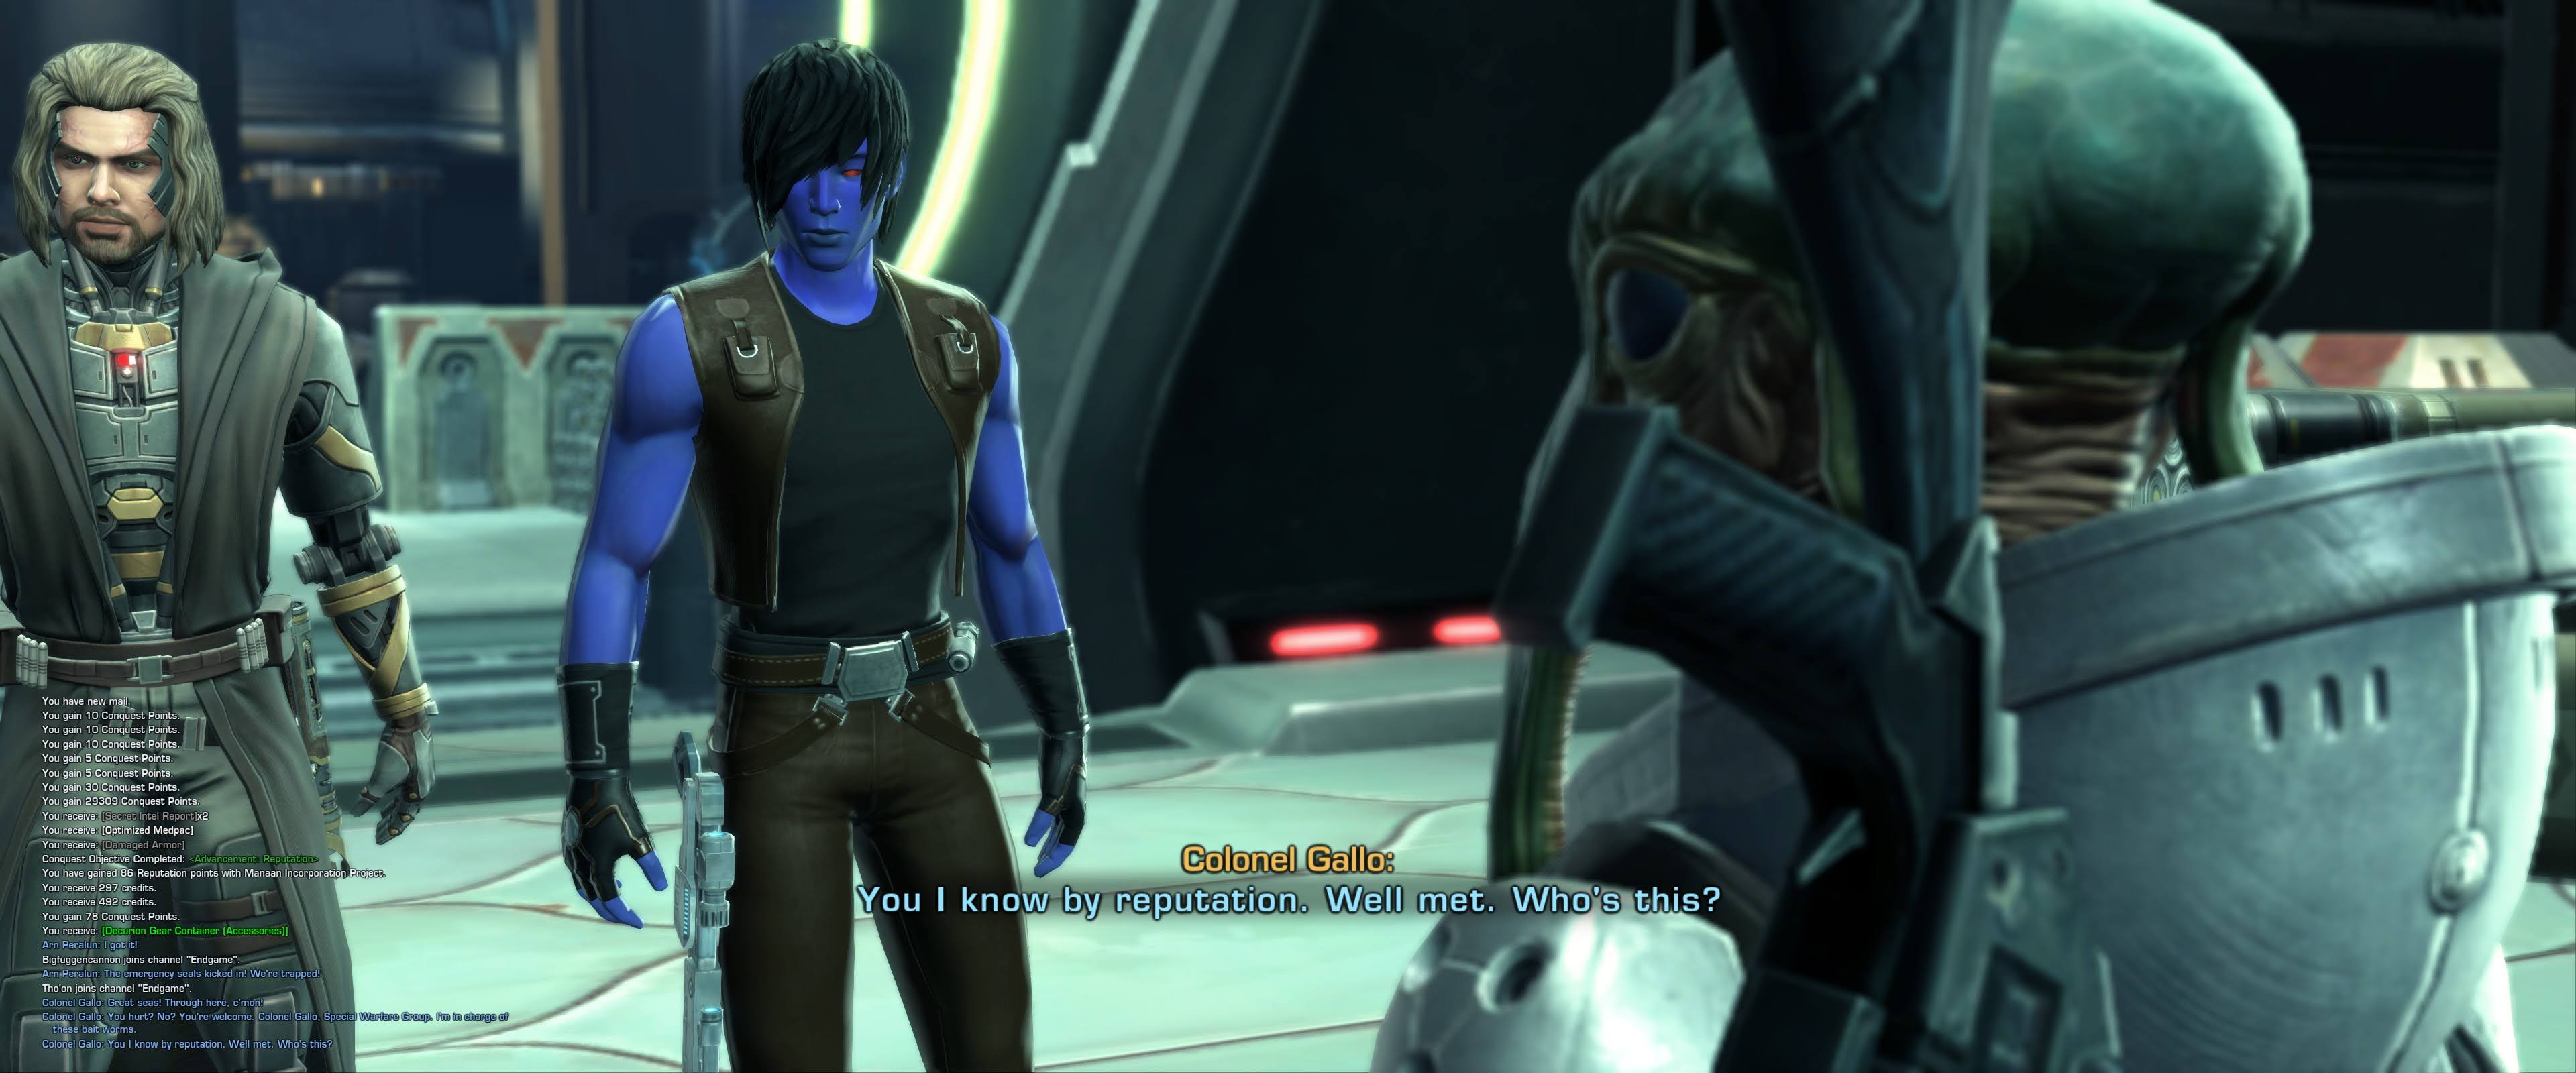 You have new mail.
You gain 10 Conquest Points.
You gain 10 Conquest Points.
You gain 10 Conquest Points.
You gain 5 Conquest Points.
You gain 5 Conquest Points.
You gain 30 Conquest Points.
You gain 29309 Conquest Points.
You receive: [Secret Intel Report]x2
You receive: [Optimized Medpac]
You receive: [Damaged Armor]
Conquest Objective Completed: <Advancement: Reputation>
You have gained 86 Reputation points with Manaan Incorporation Project.
You receive 297 credits.
You receive 492 credits.
You gain 78 Conquest Points.
You receive: [Decurion Gear Container (Accessories)]
Arn Peralun: I got it!
Bigfuggencannon joins channel "Endgame".
Arn Peralun: The emergency seals kicked in! We're trapped!
Tho'on joins channel "Endgame".
Colonel Gallo: Great seas! Through here, c'mon!
Colonel Gallo: You hurt? No? You're welcome. Colonel Gallo, Special Warfare Group. I'm in charge of
these bait worms.
Colonel Gallo: You I know by reputation. Well met. Who's this?
Colonel Gallo:
You I know by reputation. Well met. Who's this?